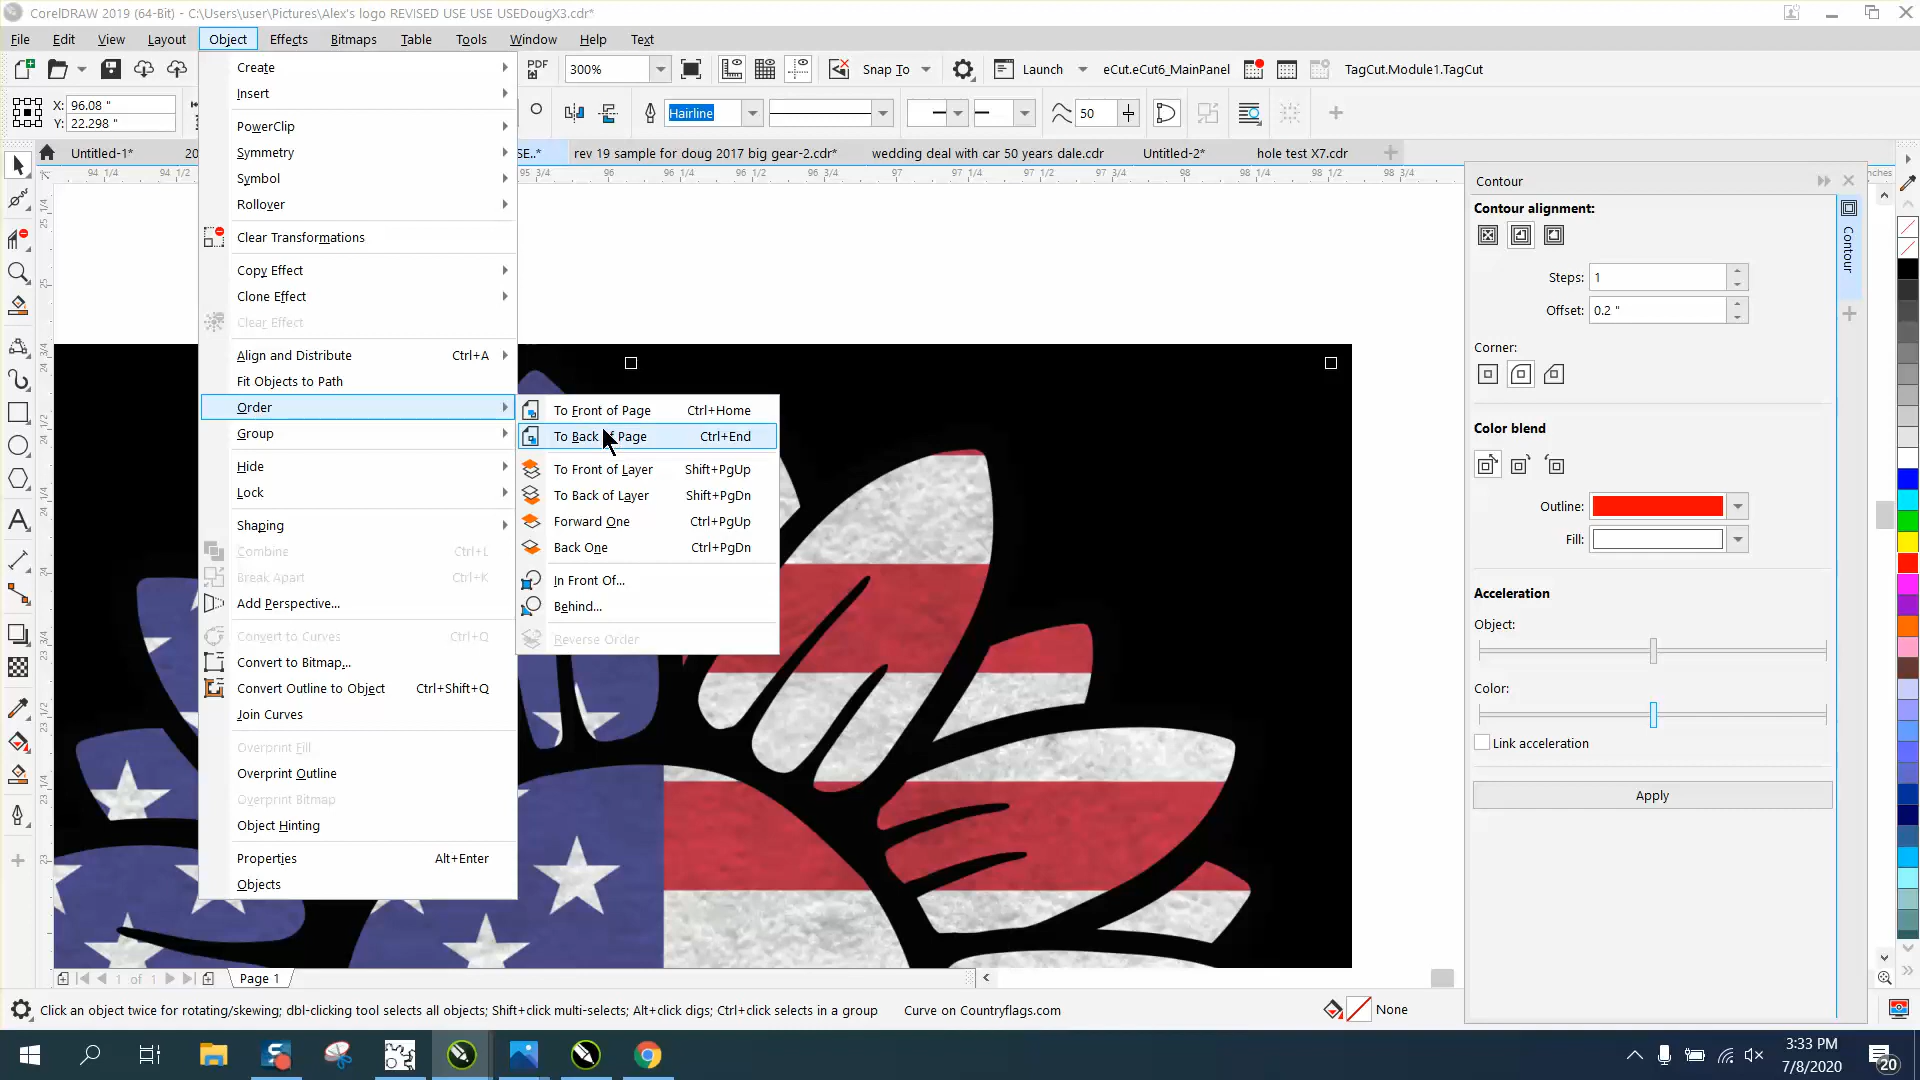 CorelDRAW 2019 (64-Bit) - C:\Users\user\Pictures\Alex's logo REVISED USE USE USEDougX3.cdr*
File Edit View Layout Object Effects Bitmaps Table Tools Window Help Text
PDF 300% Snap To Launch eCut.eCut6_MainPanel TagCut.Module1.TagCut
X: 96.08 "
Y: 22.298 "
Hairline 50
Untitled-1* 20 SE..* rev 19 sample for doug 2017 big gear-2.cdr* wedding deal with car 50 years dale.cdr Untitled-2* hole test X7.cdr
94 1/4 94 1/2 95 3/4 96 96 1/4 96 1/2 96 3/4 97 97 1/4 97 1/2 97 3/4 98 98 1/4 98 1/2 98 3/4 inches
Create
Insert
PowerClip
Symmetry
Symbol
Rollover
Clear Transformations
Copy Effect
Clone Effect
Clear Effect
Align and Distribute Ctrl+A
Fit Objects to Path
Order
Group
Hide
Lock
Shaping
Combine Ctrl+L
Break Apart Ctrl+K
Add Perspective...
Convert to Curves Ctrl+Q
Convert to Bitmap...
Convert Outline to Object Ctrl+Shift+Q
Join Curves
Overprint Fill
Overprint Outline
Overprint Bitmap
Object Hinting
Properties Alt+Enter
Objects
To Front of Page Ctrl+Home
To Back of Page Ctrl+End
To Front of Layer Shift+PgUp
To Back of Layer Shift+PgDn
Forward One Ctrl+PgUp
Back One Ctrl+PgDn
In Front Of...
Behind...
Reverse Order
Contour
Contour alignment:
Steps: 1
Offset: 0.2 "
Corner:
Color blend
Outline:
Fill:
Acceleration
Object:
Color:
Link acceleration
Apply
Contour
1 of 1 Page 1
Click an object twice for rotating/skewing; dbl-clicking tool selects all objects; Shift+click multi-selects; Alt+click digs; Ctrl+click selects in a group Curve on Countryflags.com None
3:33 PM
7/8/2020
20